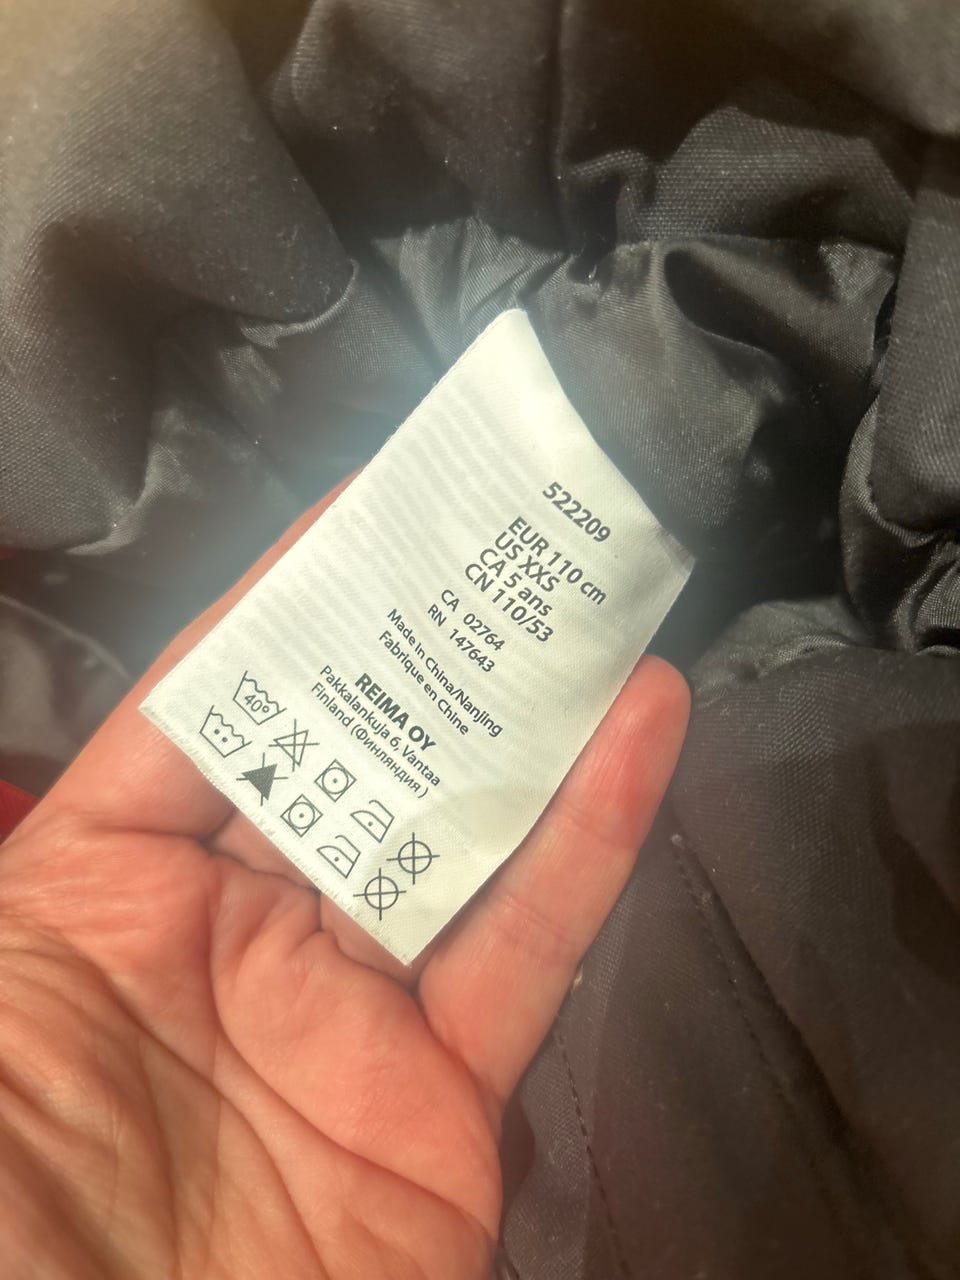 522209
EUR 110 cm
US XXS
CA 5 ans
CN 110/53
CA 02764
RN 147643
Made in China/Nanjing
Fabrique en Chine
REIMA OY
Pakkalankuja 6, Vantaa
Finland (Финляндия)
40°